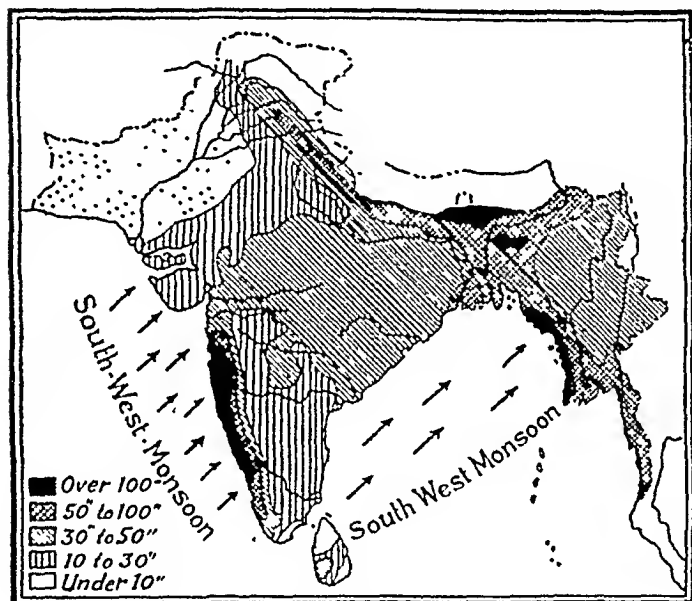 South-West-Monsoon
South West Monsoon
Over 100"
50" to 100"
30" to 50"
10 to 30"
Under 10"